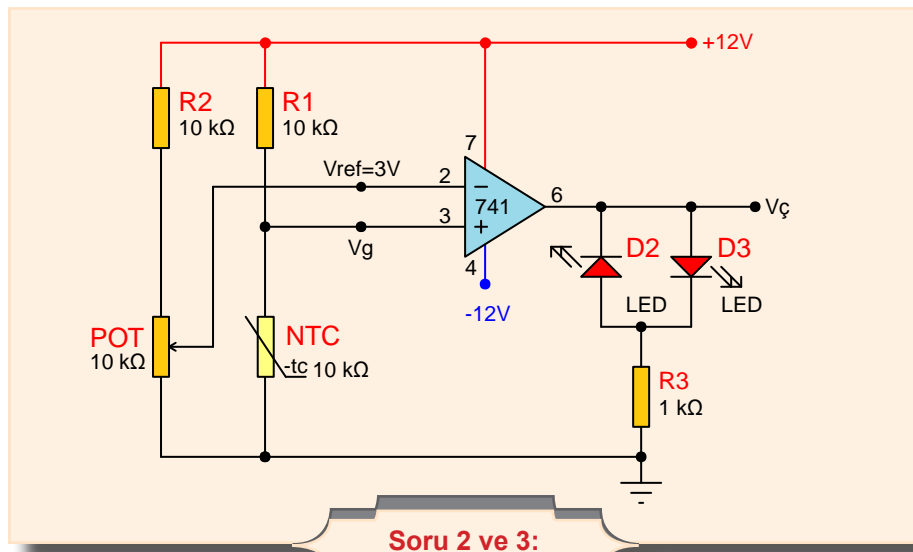 +12V
R2
10 kΩ
R1
10 kΩ
7
Vref=3V
2
−
6
741
Vç
3
+
Vg
4
D2
D3
-12V
LED
LED
POT
10 kΩ
NTC
-tc 10 kΩ
R3
1 kΩ
Soru 2 ve 3: